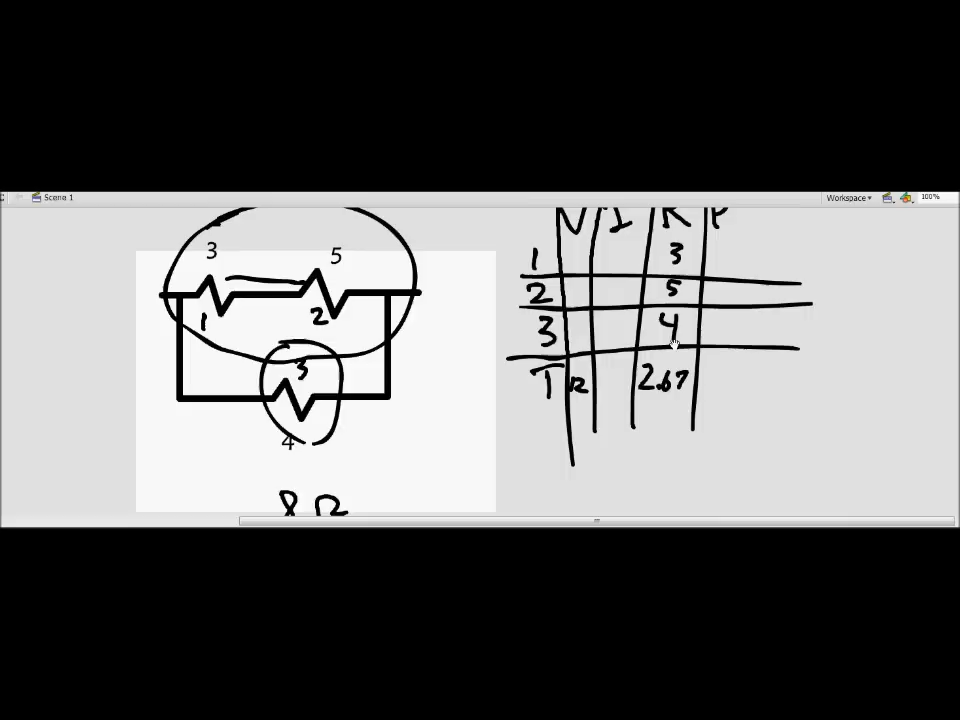 Scene 1
Workspace
100%
V I R P
3 5
1 3
1 2
2 5
3 4
3
T 12 2.67
4
8 Ω